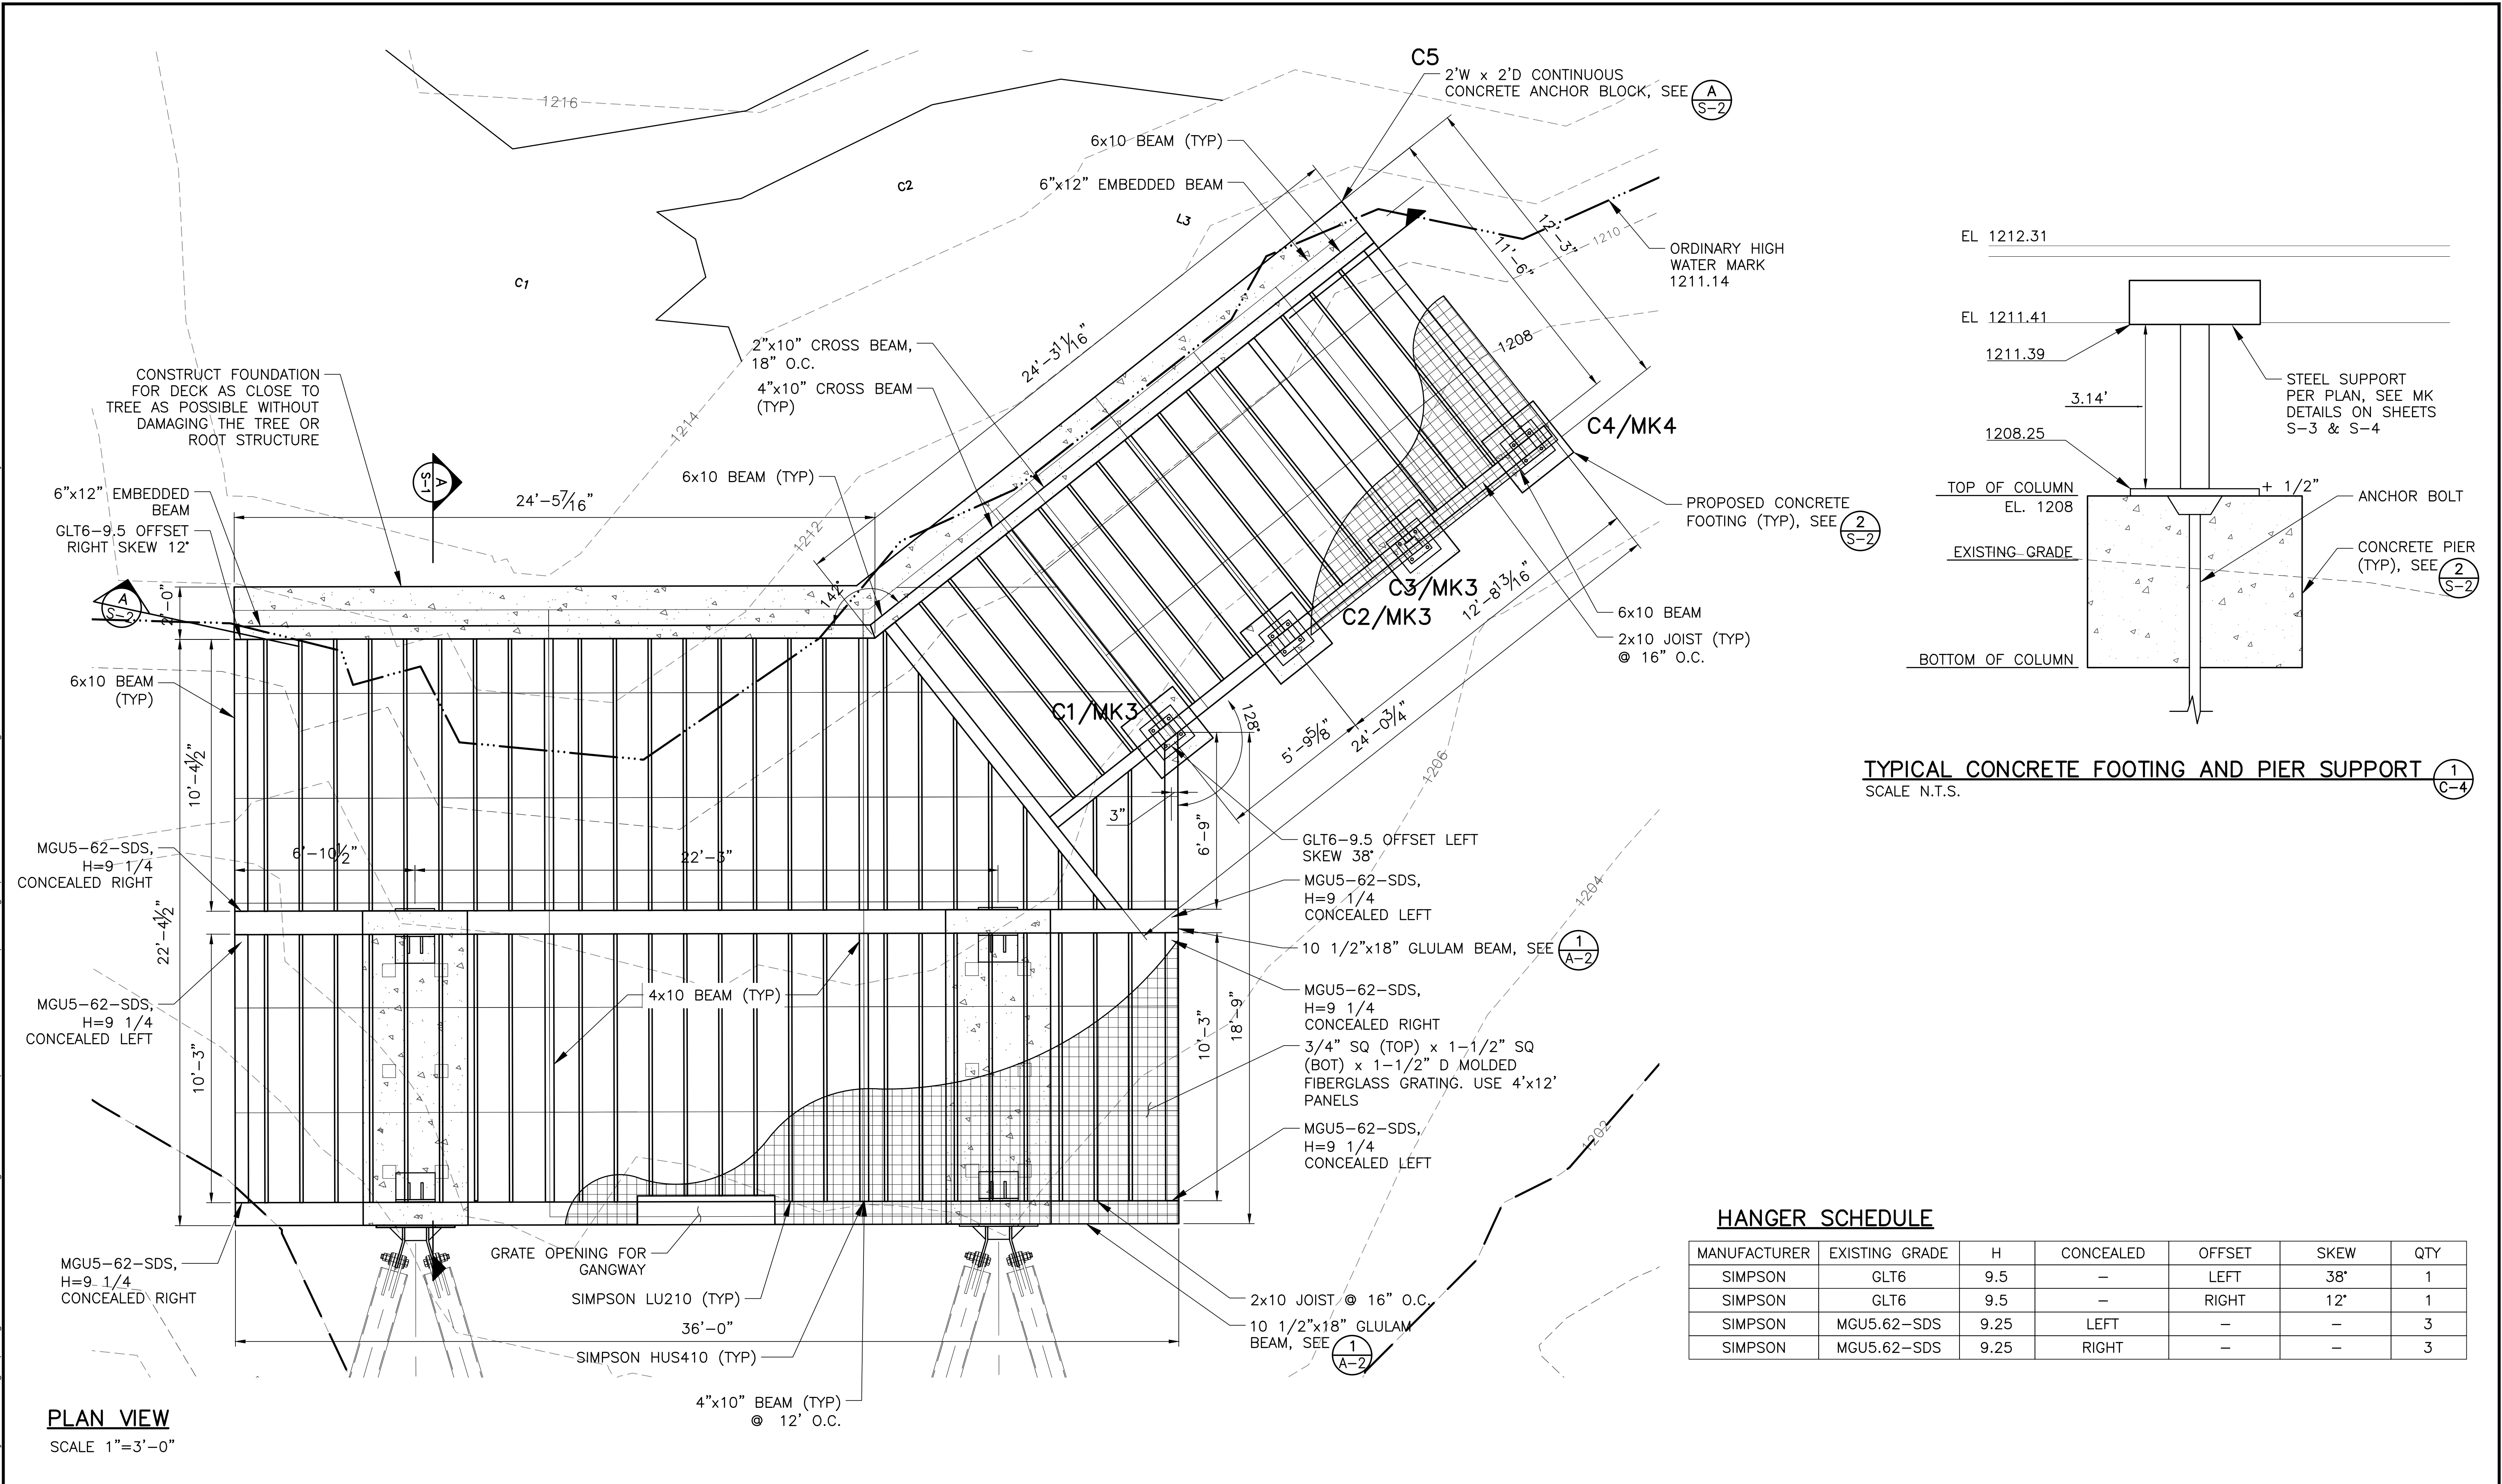 C5
2'W x 2'D CONTINUOUS
CONCRETE ANCHOR BLOCK, SEE
A
S-2
1216
6x10 BEAM (TYP)
6"x12" EMBEDDED BEAM
C2
L3
C1
12'-3"
11'-6"
1210
ORDINARY HIGH
WATER MARK
1211.14
24'-3 11/16"
1208
2"x10" CROSS BEAM,
18" O.C.
4"x10" CROSS BEAM
(TYP)
CONSTRUCT FOUNDATION
FOR DECK AS CLOSE TO
TREE AS POSSIBLE WITHOUT
DAMAGING THE TREE OR
ROOT STRUCTURE
1214
C4/MK4
6x10 BEAM (TYP)
A
S-1
6"x12" EMBEDDED
BEAM
24'-5 7/16"
GLT6-9.5 OFFSET
RIGHT SKEW 12°
1212
PROPOSED CONCRETE
FOOTING (TYP), SEE
2
S-2
A
S-2
2'-0"
142°
C3/MK3
C2/MK3
12'-8 13/16"
6x10 BEAM
2x10 JOIST (TYP)
@ 16" O.C.
6x10 BEAM
(TYP)
C1/MK3
128°
5'-9 5/8"
24'-0 3/4"
1206
10'-4 1/2"
3"
6'-9"
GLT6-9.5 OFFSET LEFT
SKEW 38°
MGU5-62-SDS,
H=9 1/4
CONCEALED RIGHT
6'-10 1/2"
22'-3"
MGU5-62-SDS,
H=9 1/4
CONCEALED LEFT
1204
22'-4 1/2"
10 1/2"x18" GLULAM BEAM, SEE
1
A-2
MGU5-62-SDS,
H=9 1/4
CONCEALED LEFT
4x10 BEAM (TYP)
MGU5-62-SDS,
H=9 1/4
CONCEALED RIGHT
10'-3"
10'-3"
18'-9"
3/4" SQ (TOP) x 1-1/2" SQ
(BOT) x 1-1/2" D MOLDED
FIBERGLASS GRATING. USE 4'x12'
PANELS
MGU5-62-SDS,
H=9 1/4
CONCEALED LEFT
1202
MGU5-62-SDS,
H=9 1/4
CONCEALED RIGHT
GRATE OPENING FOR
GANGWAY
SIMPSON LU210 (TYP)
36'-0"
SIMPSON HUS410 (TYP)
2x10 JOIST @ 16" O.C.
10 1/2"x18" GLULAM
BEAM, SEE
1
A-2
4"x10" BEAM (TYP)
@ 12' O.C.
PLAN VIEW
SCALE 1"=3'-0"
EL 1212.31
EL 1211.41
1211.39
3.14'
STEEL SUPPORT
PER PLAN, SEE MK
DETAILS ON SHEETS
S-3 & S-4
1208.25
TOP OF COLUMN
EL. 1208
+ 1/2"
ANCHOR BOLT
EXISTING GRADE
CONCRETE PIER
(TYP), SEE
2
S-2
BOTTOM OF COLUMN
TYPICAL CONCRETE FOOTING AND PIER SUPPORT
1
C-4
SCALE N.T.S.
HANGER SCHEDULE
MANUFACTURER EXISTING GRADE H CONCEALED OFFSET SKEW QTY
SIMPSON GLT6 9.5 - LEFT 38° 1
SIMPSON GLT6 9.5 - RIGHT 12° 1
SIMPSON MGU5.62-SDS 9.25 LEFT - - 3
SIMPSON MGU5.62-SDS 9.25 RIGHT - - 3